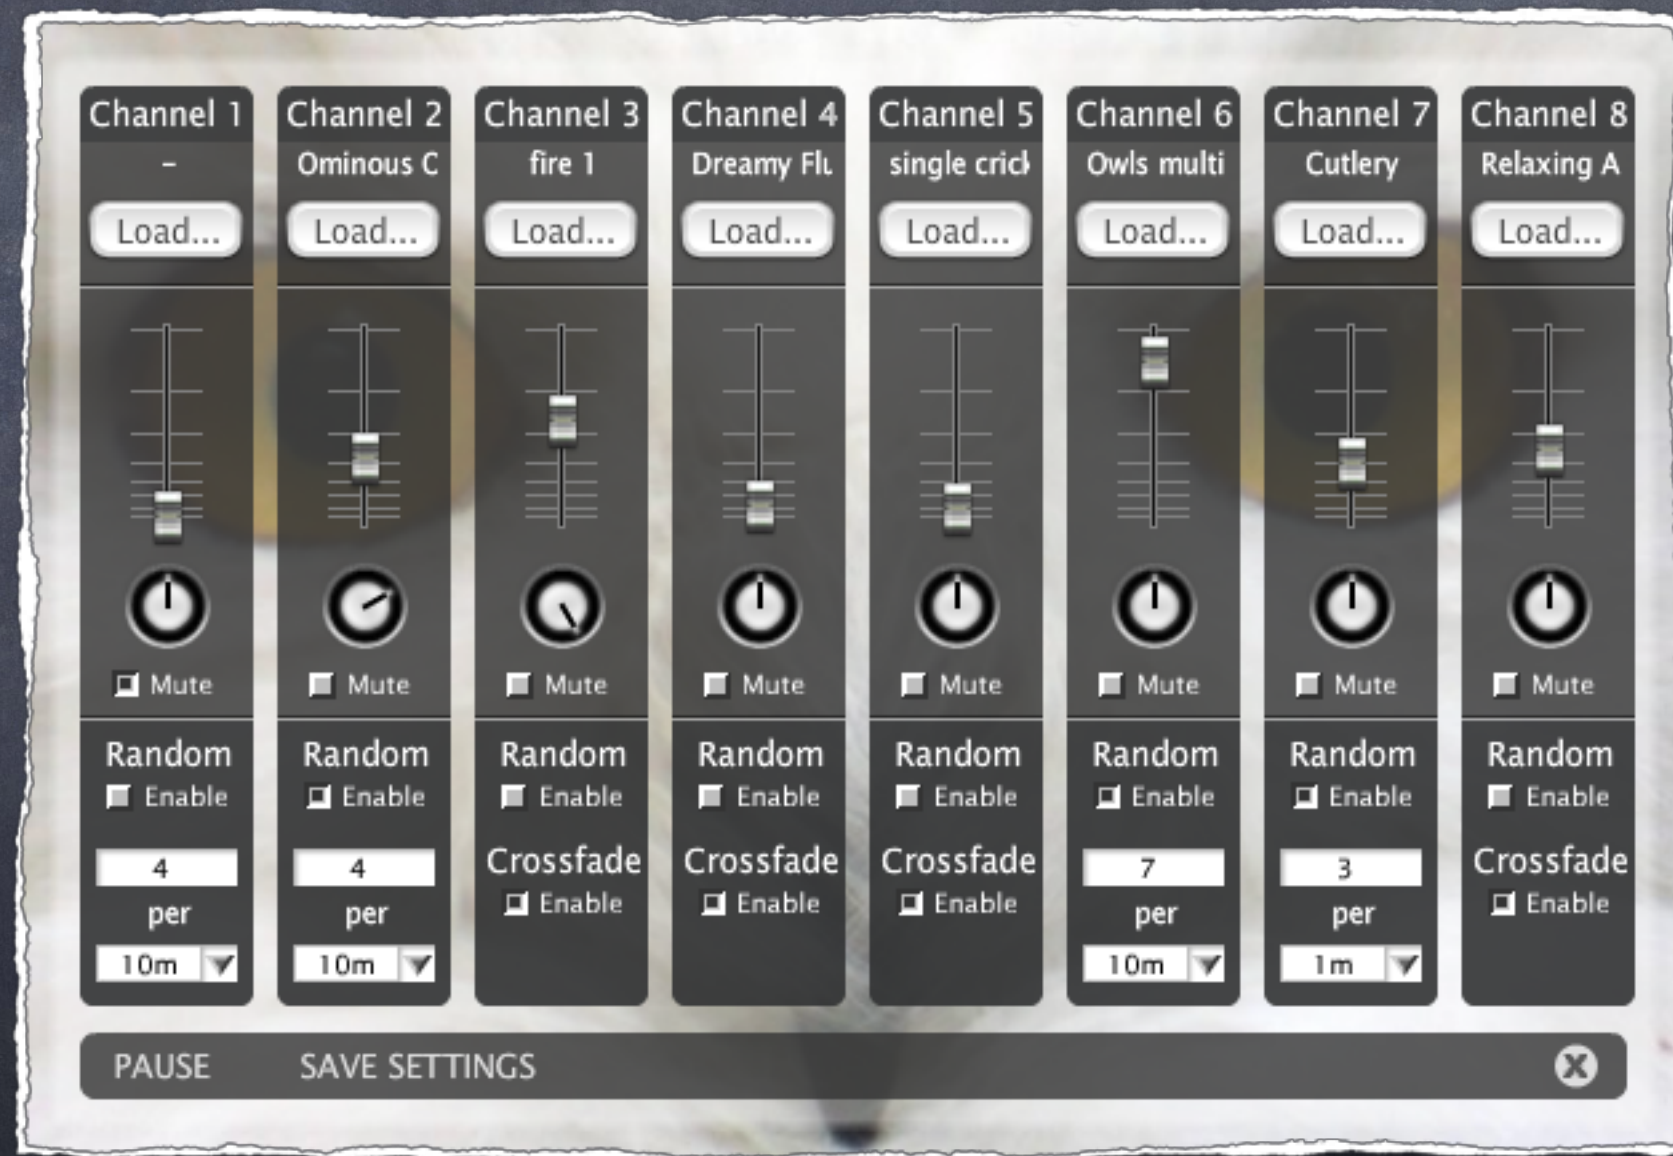 Channel 1 Channel 2 Channel 3 Channel 4 Channel 5 Channel 6 Channel 7 Channel 8
– Ominous C fire 1 Dreamy Flu single crick Owls multi Cutlery Relaxing A
Load... Load... Load... Load... Load... Load... Load... Load...
Mute Mute Mute Mute Mute Mute Mute Mute
Random Random Random Random Random Random Random Random
Enable Enable Enable Enable Enable Enable Enable Enable
4 4 Crossfade Crossfade Crossfade 7 3 Crossfade
per per Enable Enable Enable per per Enable
10m 10m 10m 1m
PAUSE SAVE SETTINGS X